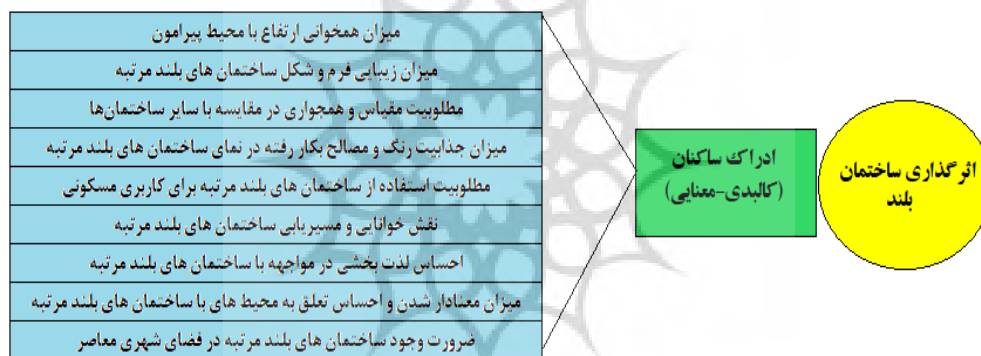 اثرگذاری ساختمان
بلند
ادراک ساکنان
(کالبدی-معنایی)
میزان همخوانی ارتفاع با محیط پیرامون
میزان زیبایی فرم و شکل ساختمان های بلند مرتبه
مطلوبیت مقیاس و همجواری در مقایسه با سایر ساختمان‌ها
میزان جذابیت رنگ و مصالح بکار رفته در نمای ساختمان های بلند مرتبه
مطلوبیت استفاده از ساختمان های بلند مرتبه برای کاربری مسکونی
نقش خوانایی و مسیریابی ساختمان های بلند مرتبه
احساس لذت بخشی در مواجهه با ساختمان های بلند مرتبه
میزان معنادار شدن و احساس تعلق به محیط های با ساختمان های بلند مرتبه
ضرورت وجود ساختمان های بلند مرتبه در فضای شهری معاصر